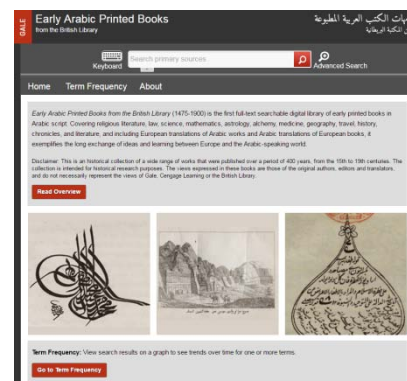 GALE
Early Arabic Printed Books
from the British Library
الكتب العربية المطبوعة
Keyboard
Search primary sources
Advanced Search
Home Term Frequency About
Early Arabic Printed Books from the British Library (1475-1900) is the first full-text searchable digital library of early printed books in
Arabic script. Covering religious literature, law, science, mathematics, astrology, alchemy, medicine, geography, travel, history,
chronicles, and literature, and including European translations of Arabic works and Arabic translations of European books, it
exemplifies the long exchange of ideas and learning between Europe and the Arabic-speaking world.
Disclaimer: This is an historical collection of a wide range of works that were published over a period of 400 years, from the 15th to 19th centuries. The
collection is intended for historical research purposes. The views expressed in these books are those of the original authors, editors and translators,
and do not necessarily represent the views of Gale, Cengage Learning or the British Library.
Read Overview
Term Frequency: View search results on a graph to see trends over time for one or more terms.
Go to Term Frequency